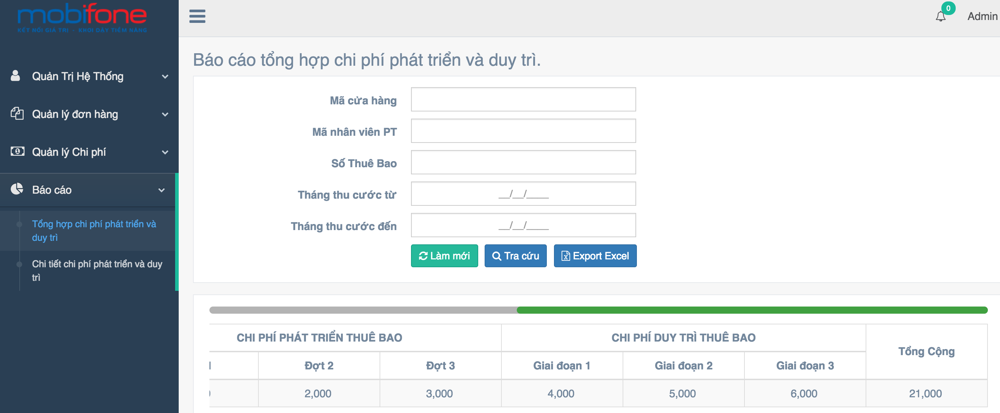 mobifone
KẾT NỐI GIÁ TRỊ - KHƠI DẬY TIỀM NĂNG
0
Admin
Quản Trị Hệ Thống
Quản lý đơn hàng
Quản lý Chi phí
Báo cáo
Tổng hợp chi phí phát triển và
duy trì
Chi tiết chi phí phát triển và duy
trì
Báo cáo tổng hợp chi phí phát triển và duy trì.
Mã cửa hàng
Mã nhân viên PT
Số Thuê Bao
Tháng thu cước từ
__/__/____
Tháng thu cước đến
__/__/____
Làm mới
Tra cứu
Export Excel
CHI PHÍ PHÁT TRIỂN THUÊ BAO
CHI PHÍ DUY TRÌ THUÊ BAO
Tổng Cộng
Đợt 2
Đợt 3
Giai đoạn 1
Giai đoạn 2
Giai đoạn 3
2,000
3,000
4,000
5,000
6,000
21,000